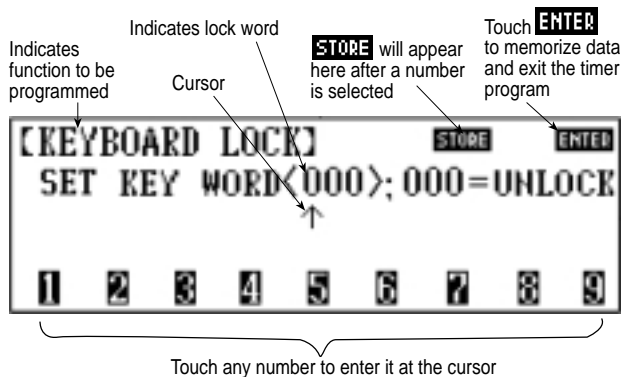 Indicates
function to be
programmed
Indicates lock word
Cursor
STORE will appear
here after a number
is selected
Touch ENTER
to memorize data
and exit the timer
program
[KEYBOARD LOCK] STORE ENTER
SET KEY WORD<000>; 000=UNLOCK
1 2 3 4 5 6 7 8 9
Touch any number to enter it at the cursor